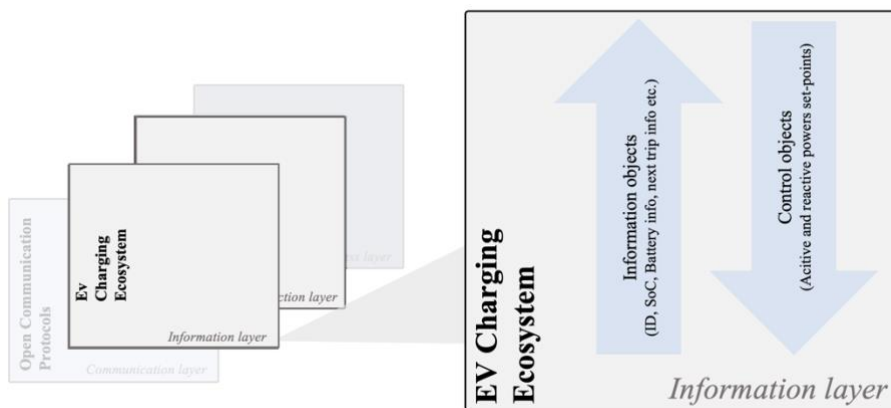 Open Communication
Protocols
Communication layer
Ev
Charging
Ecosystem
Information layer
ction layer
ess layer
EV Charging
Ecosystem
Information objects
(ID, SoC, Battery info, next trip info etc.)
Control objects
(Acitive and reactive powers set-points)
Information layer